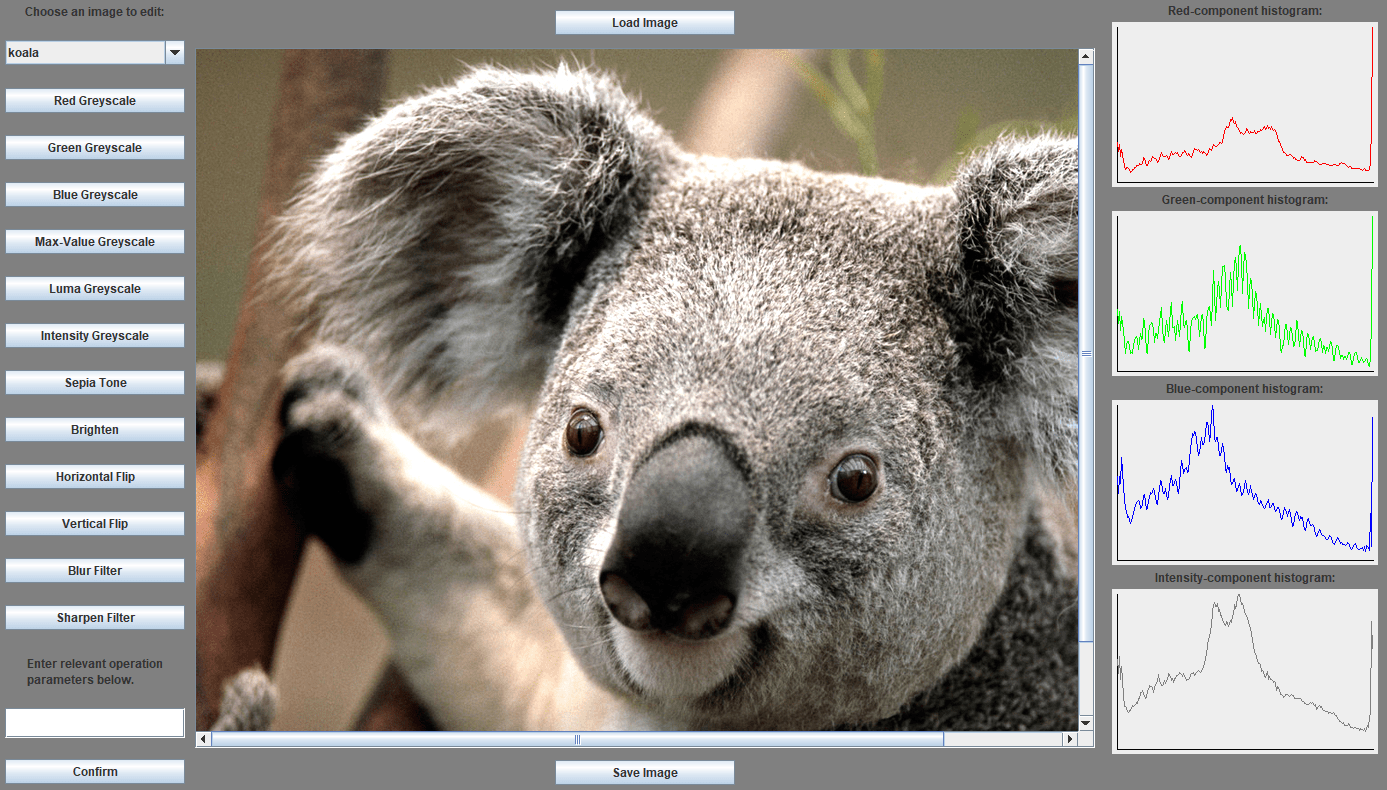 Choose an image to edit:
koala
Red Greyscale
Green Greyscale
Blue Greyscale
Max-Value Greyscale
Luma Greyscale
Intensity Greyscale
Sepia Tone
Brighten
Horizontal Flip
Vertical Flip
Blur Filter
Sharpen Filter
Enter relevant operation
parameters below.
Confirm
Load Image
Save Image
Red-component histogram:
Green-component histogram:
Blue-component histogram:
Intensity-component histogram: